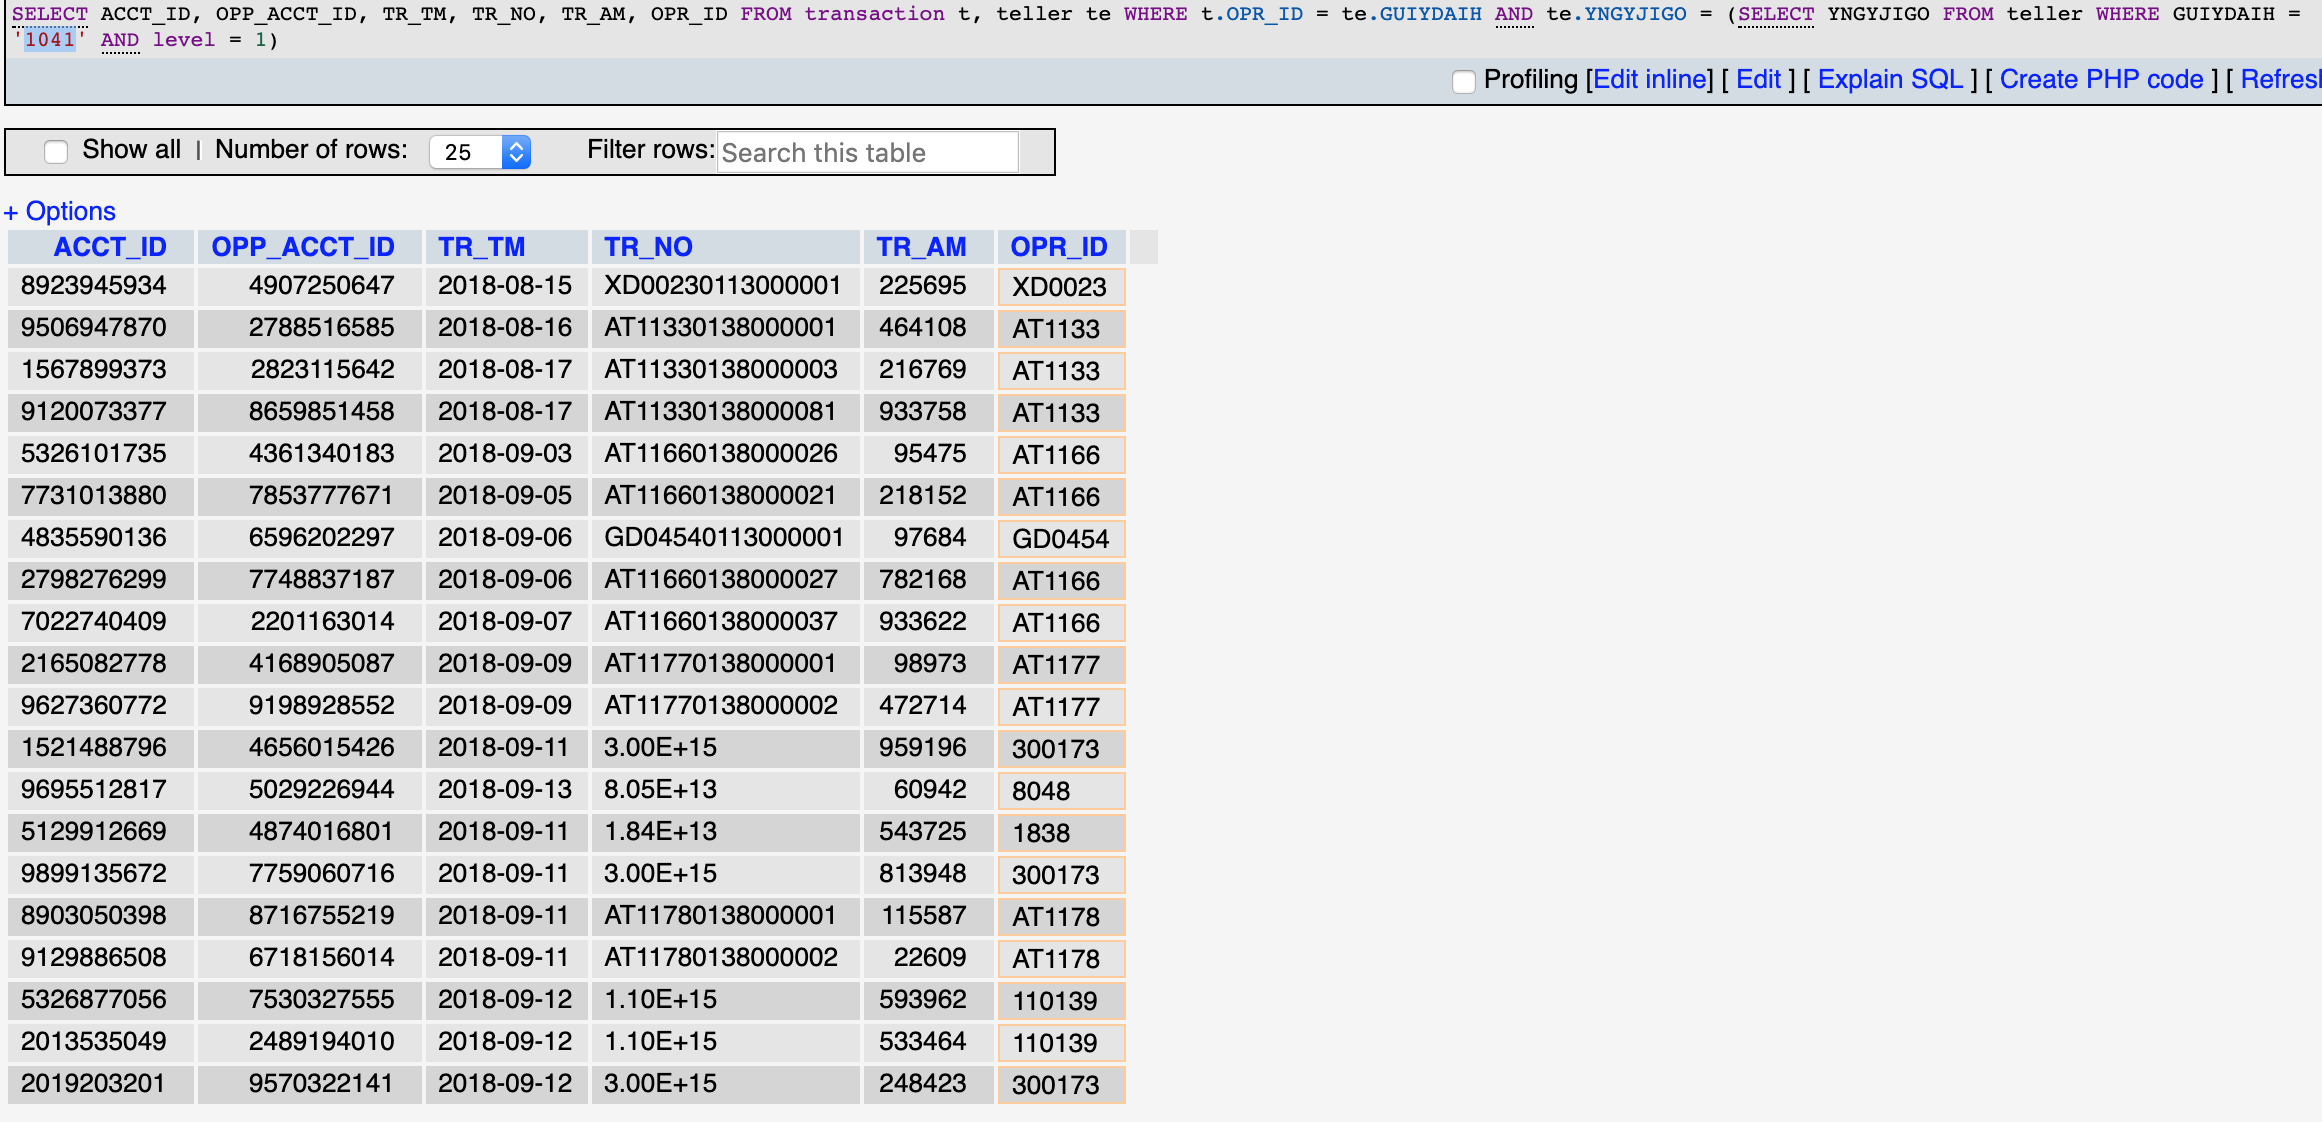 SELECT ACCT_ID, OPP_ACCT_ID, TR_TM, TR_NO, TR_AM, OPR_ID FROM transaction t, teller te WHERE t.OPR_ID = te.GUIYDAIH AND te.YNGYJIGO = (SELECT YNGYJIGO FROM teller WHERE GUIYDAIH =
'1041' AND level = 1)
Profiling [Edit inline] [ Edit ] [ Explain SQL ] [ Create PHP code ] [ Refresh
Show all | Number of rows: 25 Filter rows: Search this table
+ Options
ACCT_ID OPP_ACCT_ID TR_TM TR_NO TR_AM OPR_ID
8923945934 4907250647 2018-08-15 XD00230113000001 225695 XD0023
9506947870 2788516585 2018-08-16 AT11330138000001 464108 AT1133
1567899373 2823115642 2018-08-17 AT11330138000003 216769 AT1133
9120073377 8659851458 2018-08-17 AT11330138000081 933758 AT1133
5326101735 4361340183 2018-09-03 AT11660138000026 95475 AT1166
7731013880 7853777671 2018-09-05 AT11660138000021 218152 AT1166
4835590136 6596202297 2018-09-06 GD04540113000001 97684 GD0454
2798276299 7748837187 2018-09-06 AT11660138000027 782168 AT1166
7022740409 2201163014 2018-09-07 AT11660138000037 933622 AT1166
2165082778 4168905087 2018-09-09 AT11770138000001 98973 AT1177
9627360772 9198928552 2018-09-09 AT11770138000002 472714 AT1177
1521488796 4656015426 2018-09-11 3.00E+15 959196 300173
9695512817 5029226944 2018-09-13 8.05E+13 60942 8048
5129912669 4874016801 2018-09-11 1.84E+13 543725 1838
9899135672 7759060716 2018-09-11 3.00E+15 813948 300173
8903050398 8716755219 2018-09-11 AT11780138000001 115587 AT1178
9129886508 6718156014 2018-09-11 AT11780138000002 22609 AT1178
5326877056 7530327555 2018-09-12 1.10E+15 593962 110139
2013535049 2489194010 2018-09-12 1.10E+15 533464 110139
2019203201 9570322141 2018-09-12 3.00E+15 248423 300173